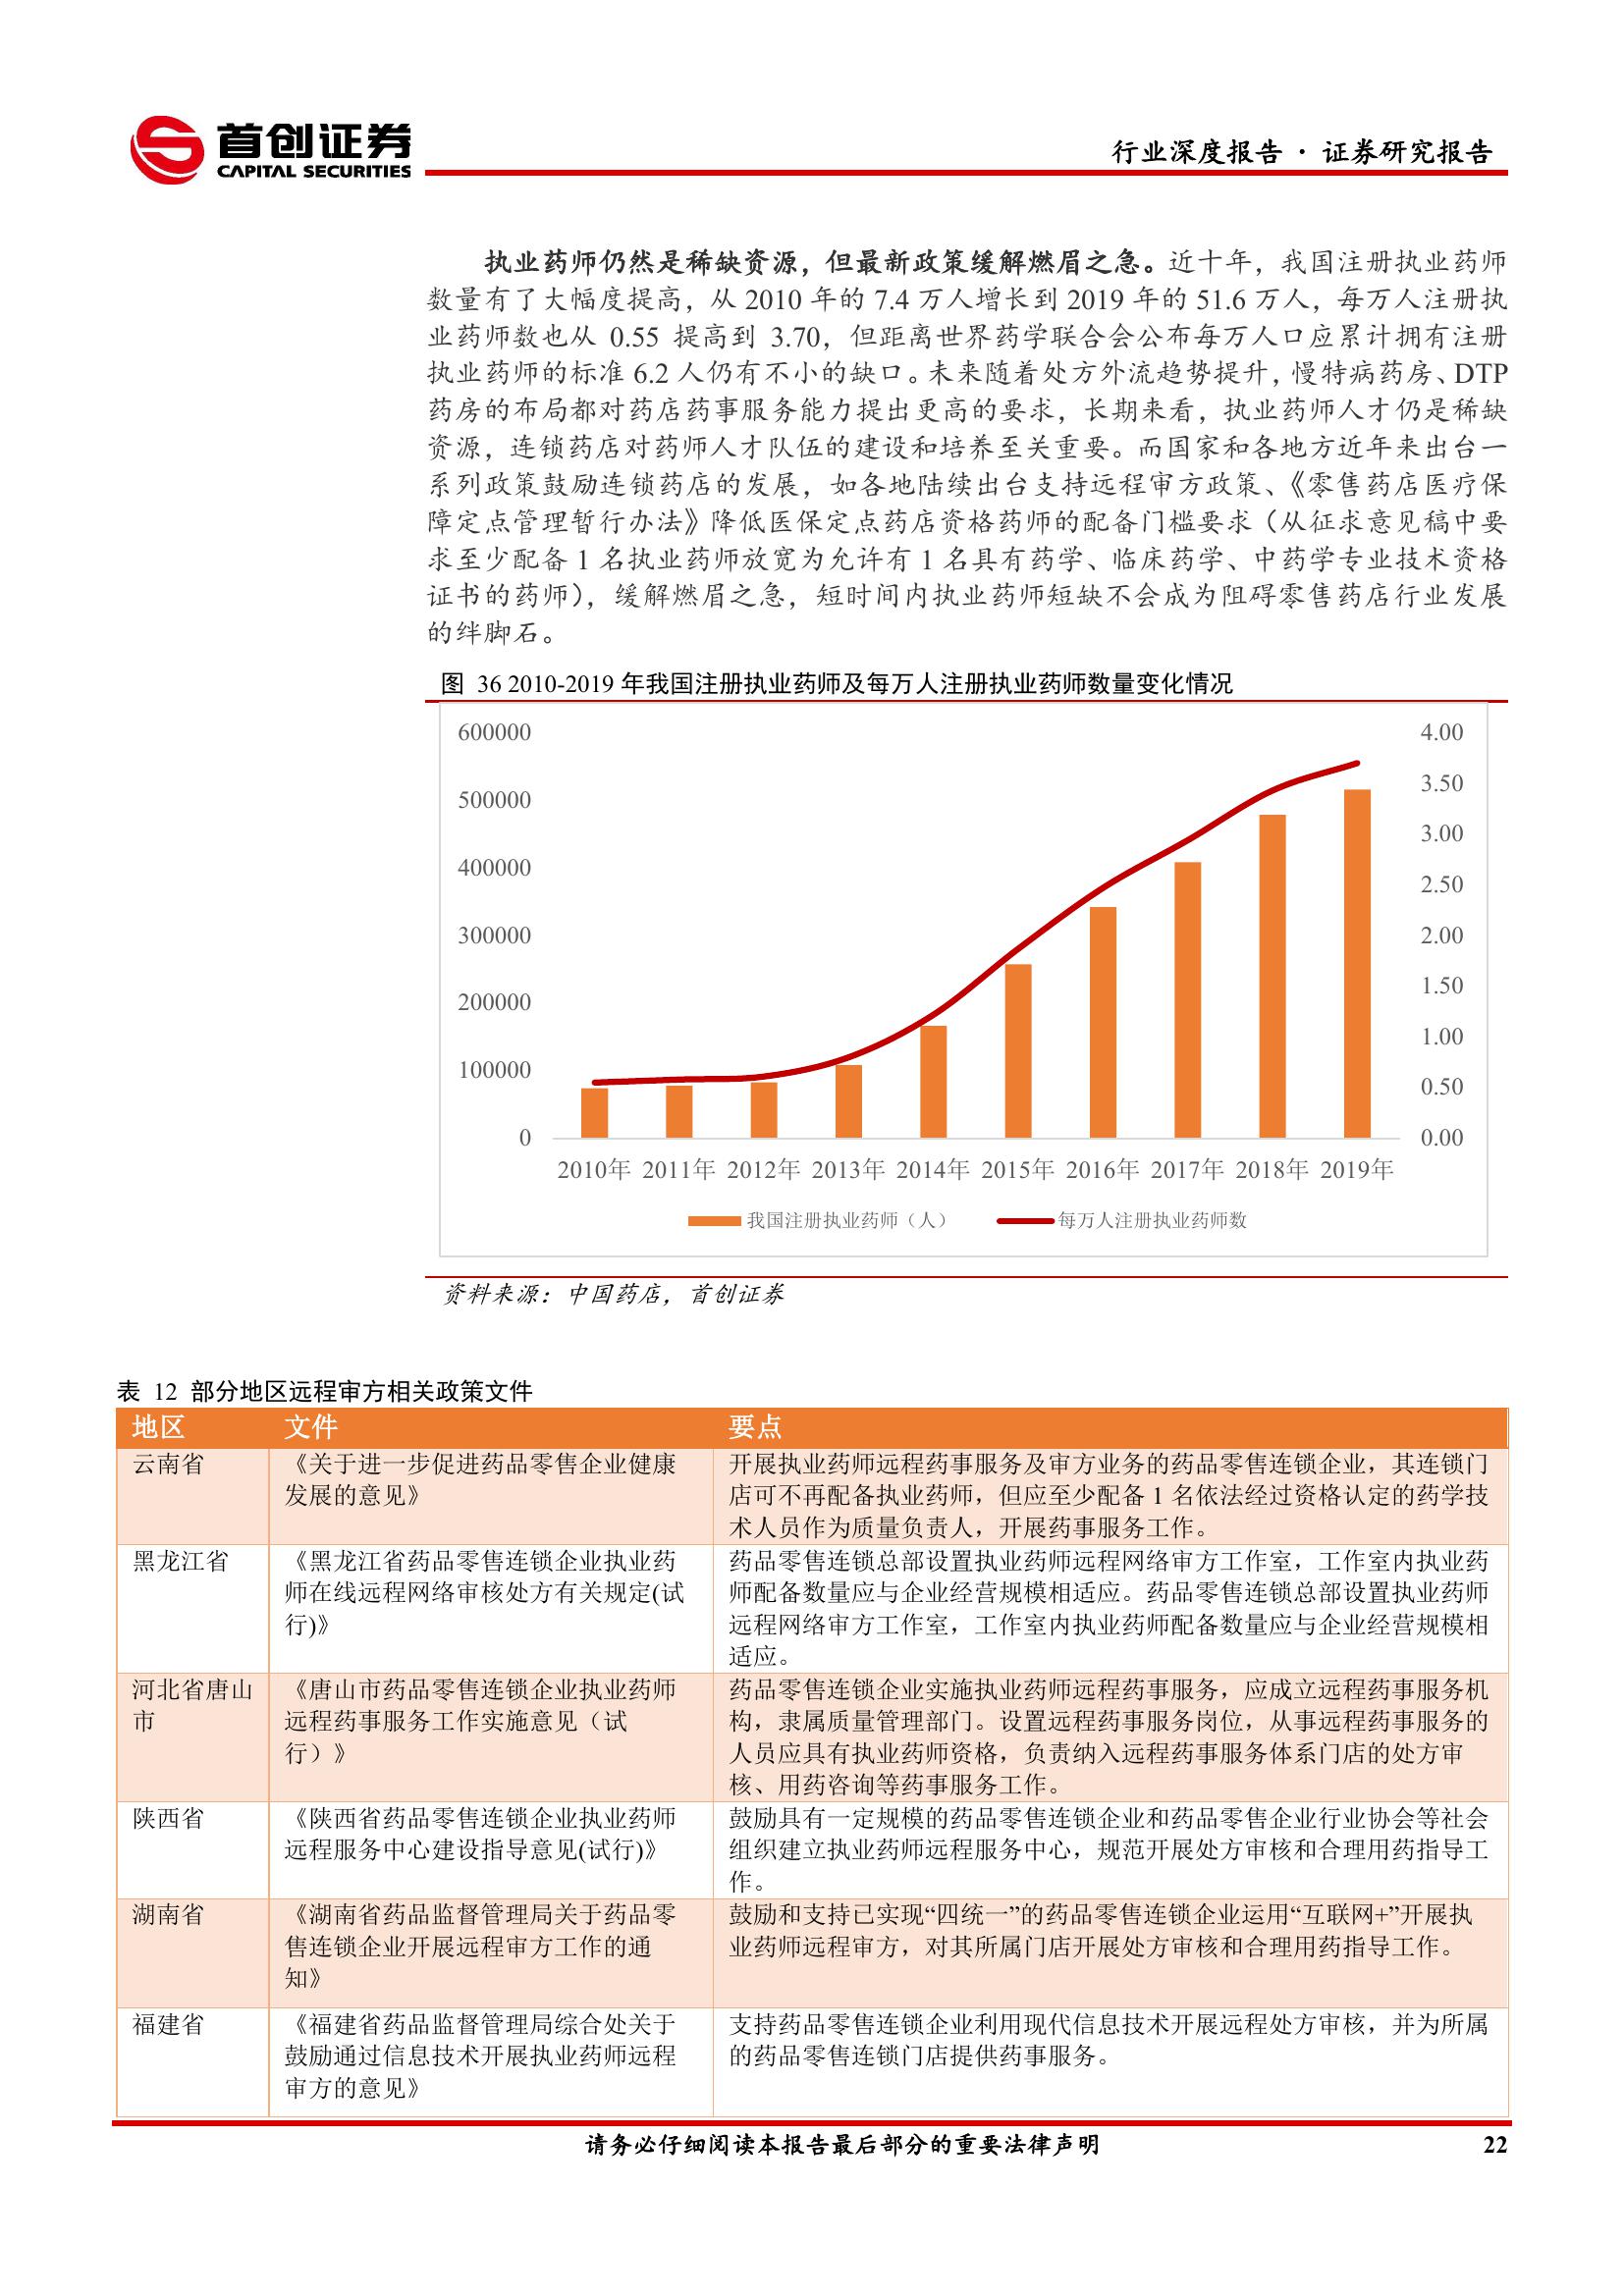 首创证券
CAPITAL SECURITIES
行业深度报告 · 证券研究报告
执业药师仍然是稀缺资源，但最新政策缓解燃眉之急。近十年，我国注册执业药师
数量有了大幅度提高，从 2010 年的 7.4 万人增长到 2019 年的 51.6 万人，每万人注册执
业药师数也从 0.55 提高到 3.70，但距离世界药学联合会公布每万人口应累计拥有注册
执业药师的标准 6.2 人仍有不小的缺口。未来随着处方外流趋势提升，慢特病药房、DTP
药房的布局都对药店药事服务能力提出更高的要求，长期来看，执业药师人才仍是稀缺
资源，连锁药店对药师人才队伍的建设和培养至关重要。而国家和各地方近年来出台一
系列政策鼓励连锁药店的发展，如各地陆续出台支持远程审方政策、《零售药店医疗保
障定点管理暂行办法》降低医保定点药店资格药师的配备门槛要求（从征求意见稿中要
求至少配备 1 名执业药师放宽为允许有 1 名具有药学、临床药学、中药学专业技术资格
证书的药师），缓解燃眉之急，短时间内执业药师短缺不会成为阻碍零售药店行业发展
的绊脚石。
图 36 2010-2019 年我国注册执业药师及每万人注册执业药师数量变化情况
600000
500000
400000
300000
200000
100000
0
4.00
3.50
3.00
2.50
2.00
1.50
1.00
0.50
0.00
2010年 2011年 2012年 2013年 2014年 2015年 2016年 2017年 2018年 2019年
我国注册执业药师（人） 每万人注册执业药师数
资料来源：中国药店，首创证券
表 12 部分地区远程审方相关政策文件
地区 文件 要点
云南省
《关于进一步促进药品零售企业健康
发展的意见》
开展执业药师远程药事服务及审方业务的药品零售连锁企业，其连锁门
店可不再配备执业药师，但应至少配备 1 名依法经过资格认定的药学技
术人员作为质量负责人，开展药事服务工作。
黑龙江省
《黑龙江省药品零售连锁企业执业药
师在线远程网络审核处方有关规定(试
行)》
药品零售连锁总部设置执业药师远程网络审方工作室，工作室内执业药
师配备数量应与企业经营规模相适应。药品零售连锁总部设置执业药师
远程网络审方工作室，工作室内执业药师配备数量应与企业经营规模相
适应。
河北省唐山
市
《唐山市药品零售连锁企业执业药师
远程药事服务工作实施意见（试
行）》
药品零售连锁企业实施执业药师远程药事服务，应成立远程药事服务机
构，隶属质量管理部门。设置远程药事服务岗位，从事远程药事服务的
人员应具有执业药师资格，负责纳入远程药事服务体系门店的处方审
核、用药咨询等药事服务工作。
陕西省
《陕西省药品零售连锁企业执业药师
远程服务中心建设指导意见(试行)》
鼓励具有一定规模的药品零售连锁企业和药品零售企业行业协会等社会
组织建立执业药师远程服务中心，规范开展处方审核和合理用药指导工
作。
湖南省
《湖南省药品监督管理局关于药品零
售连锁企业开展远程审方工作的通
知》
鼓励和支持已实现“四统一”的药品零售连锁企业运用“互联网+”开展执
业药师远程审方，对其所属门店开展处方审核和合理用药指导工作。
福建省
《福建省药品监督管理局综合处关于
鼓励通过信息技术开展执业药师远程
审方的意见》
支持药品零售连锁企业利用现代信息技术开展远程处方审核，并为所属
的药品零售连锁门店提供药事服务。
请务必仔细阅读本报告最后部分的重要法律声明 22